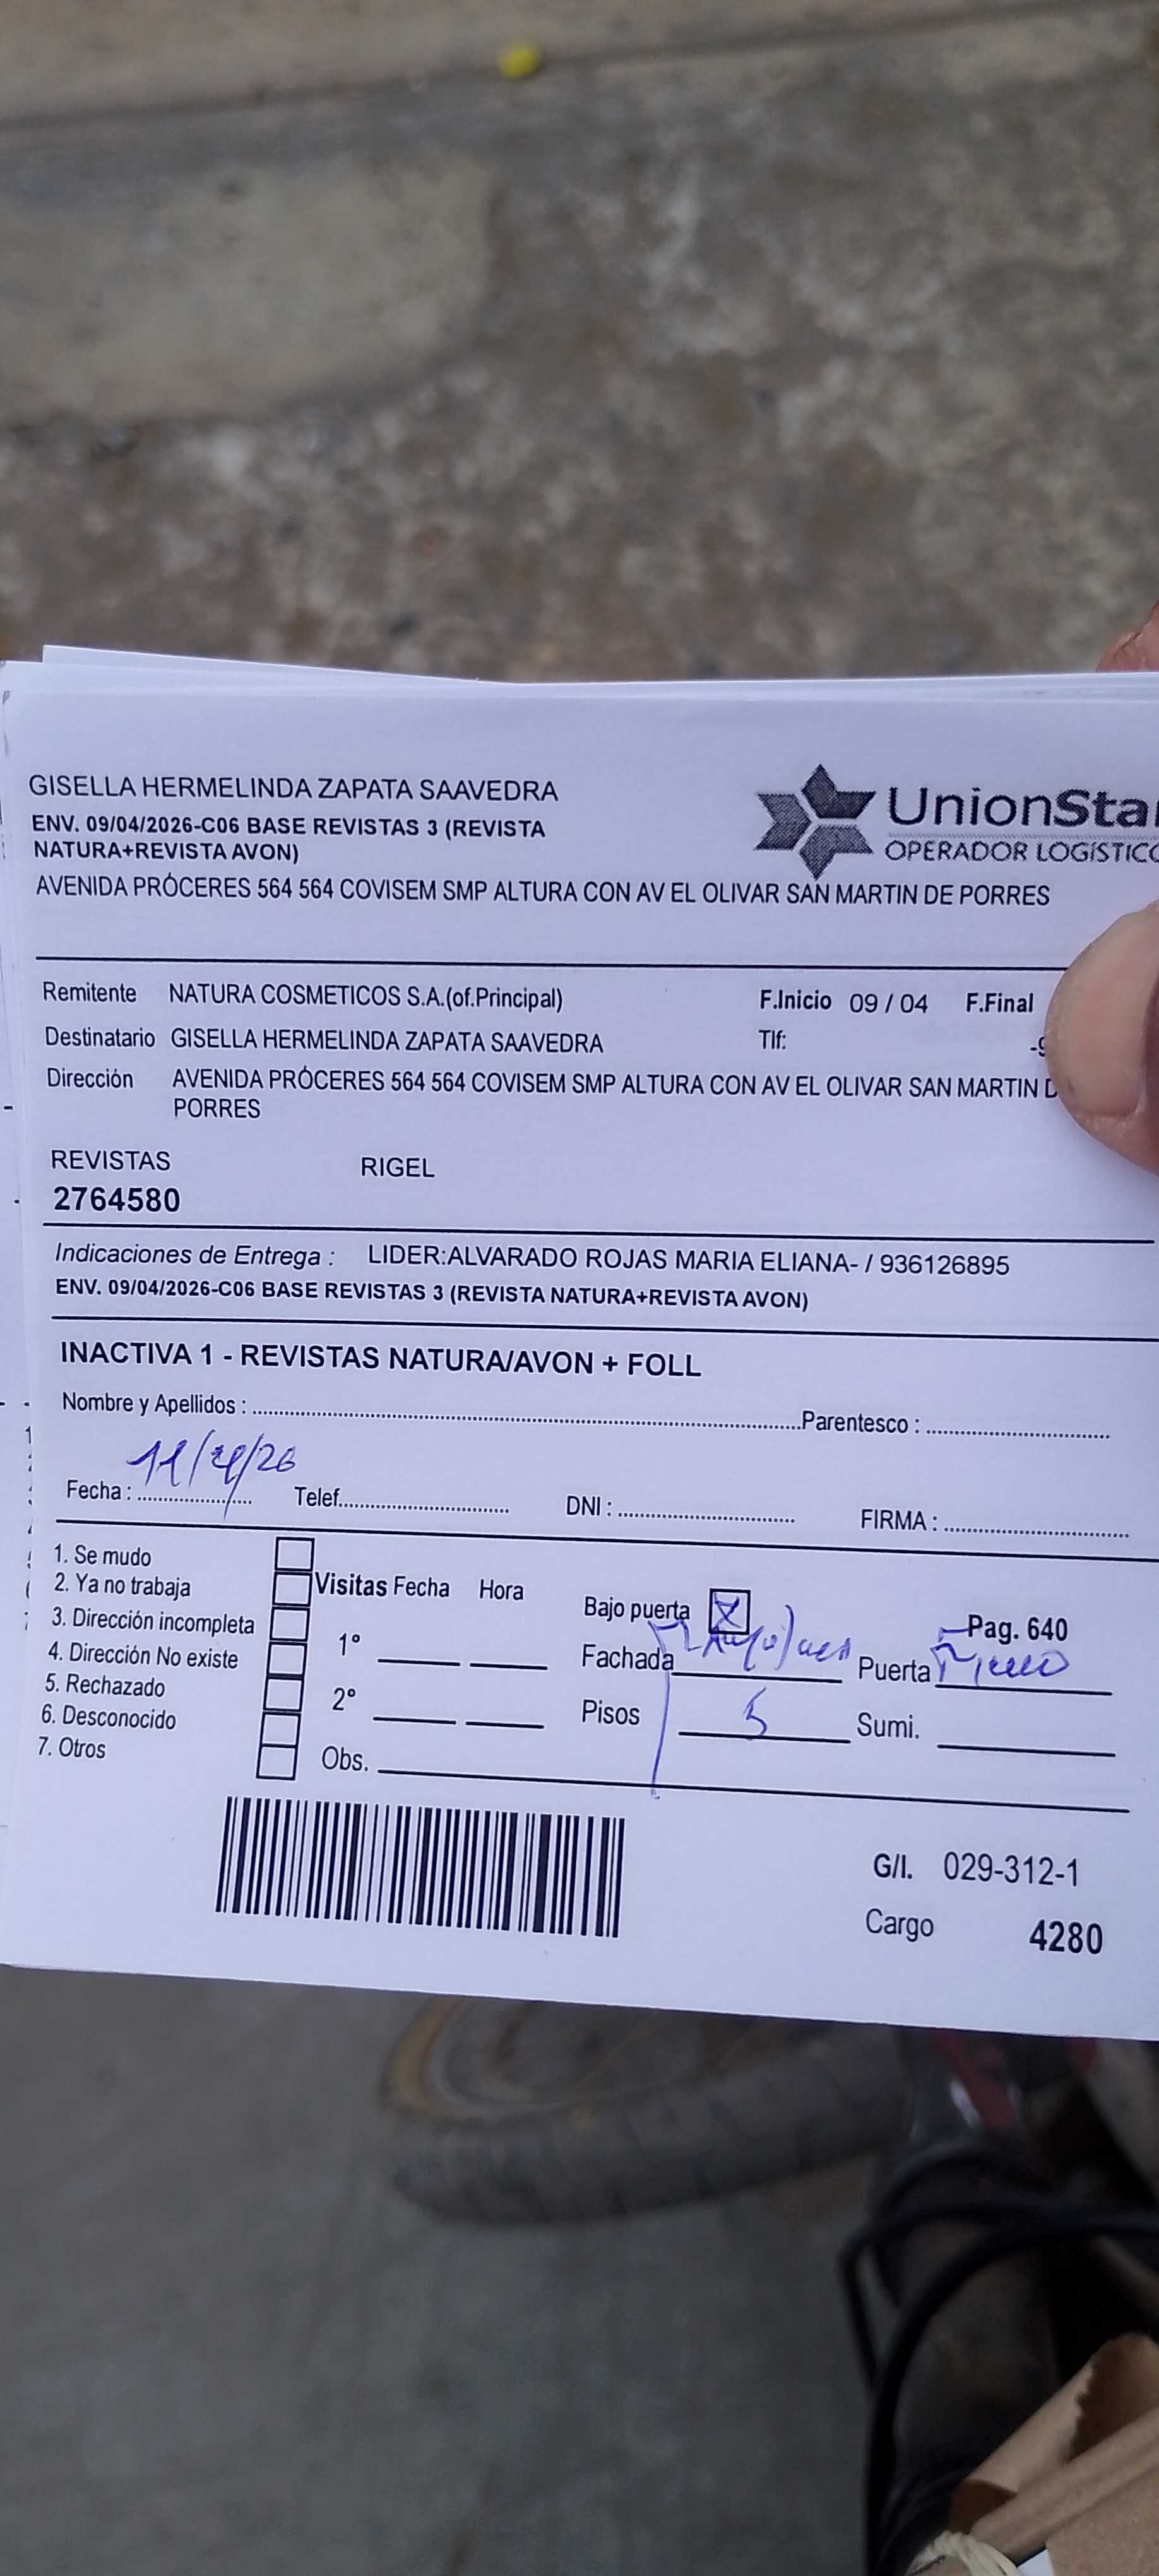 GISELLA HERMELINDA ZAPATA SAAVEDRA
ENV. 09/04/2026-C06 BASE REVISTAS 3 (REVISTA
NATURA+REVISTA AVON)
UnionSta
OPERADOR LOGÍSTICO
AVENIDA PRÓCERES 564 564 COVISEM SMP ALTURA CON AV EL OLIVAR SAN MARTIN DE PORRES
Remitente NATURA COSMETICOS S.A.(of.Principal) F.Inicio 09 / 04 F.Final
Destinatario GISELLA HERMELINDA ZAPATA SAAVEDRA Tlf:
Dirección AVENIDA PRÓCERES 564 564 COVISEM SMP ALTURA CON AV EL OLIVAR SAN MARTIN
PORRES
REVISTAS RIGEL
2764580
Indicaciones de Entrega : LIDER:ALVARADO ROJAS MARIA ELIANA- / 936126895
ENV. 09/04/2026-C06 BASE REVISTAS 3 (REVISTA NATURA+REVISTA AVON)
INACTIVA 1 - REVISTAS NATURA/AVON + FOLL
Nombre y Apellidos : Parentesco :
Fecha : Telef. DNI : FIRMA :
1. Se mudo
2. Ya no trabaja
3. Dirección incompleta
4. Dirección No existe
5. Rechazado
6. Desconocido
7. Otros
Visitas Fecha Hora
1°
2°
Obs.
Bajo puerta X Pag. 640
Fachada Puerta
Pisos 5 Sumi.
G/I. 029-312-1
Cargo 4280